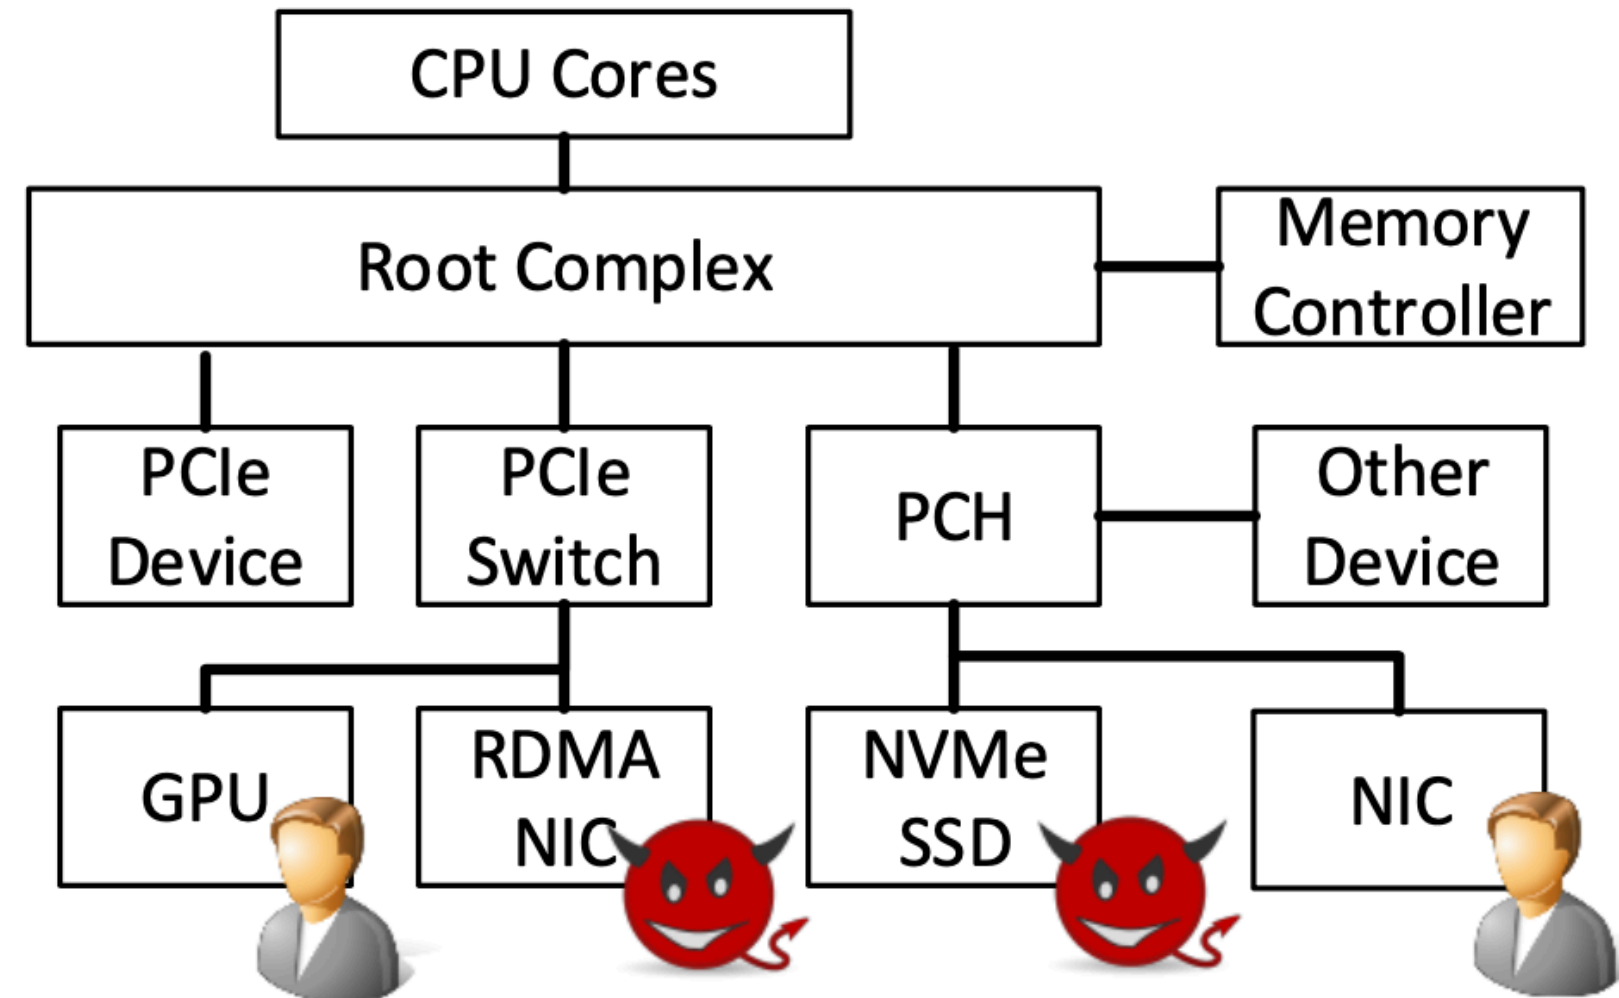 CPU Cores
Root Complex
Memory
Controller
PCIe
Device
PCIe
Switch
PCH
Other
Device
GPU
RDMA
NIC
NVMe
SSD
NIC